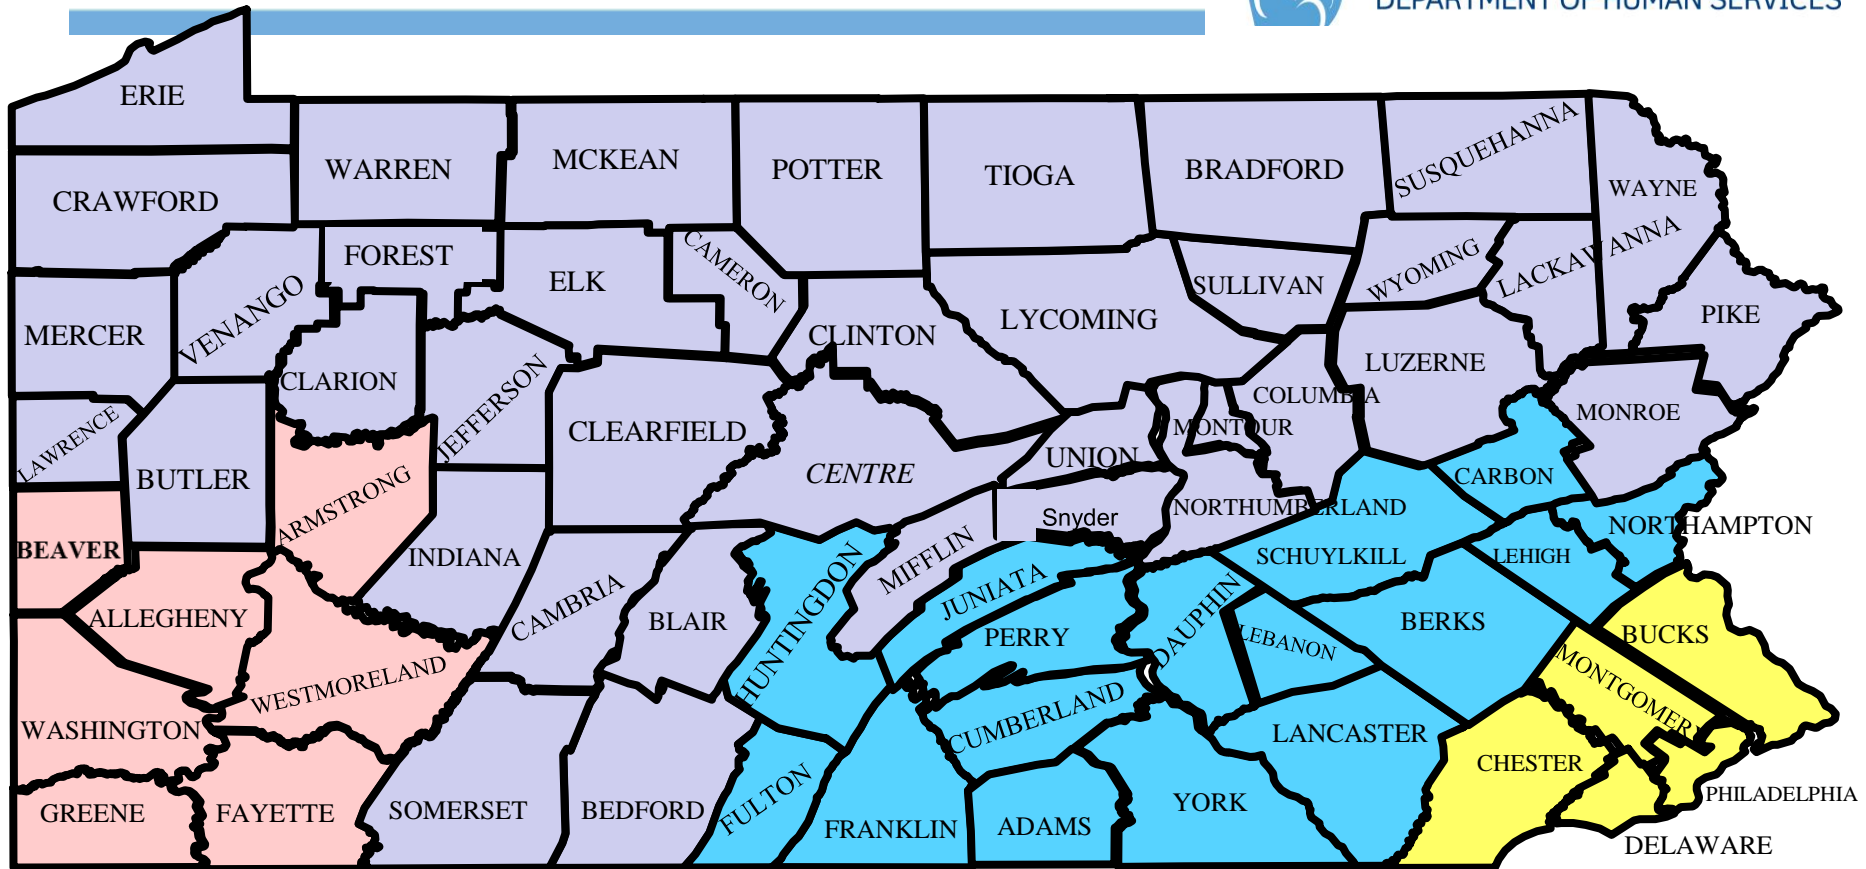 DEPARTMENT OF HUMAN SERVICES
ERIE
WARREN
MCKEAN
POTTER
TIOGA
BRADFORD
SUSQUEHANNA
WAYNE
CRAWFORD
FOREST
ELK
CAMERON
SULLIVAN
WYOMING
LACKAWANNA
MERCER
VENANGO
CLARION
JEFFERSON
CLINTON
LYCOMING
LUZERNE
PIKE
LAWRENCE
BUTLER
ARMSTRONG
CLEARFIELD
CENTRE
UNION
MONTOUR
COLUMBIA
MONROE
CARBON
Snyder
NORTHUMBERLAND
NORTHAMPTON
BEAVER
INDIANA
CAMBRIA
BLAIR
HUNTINGDON
MIFFLIN
JUNIATA
SCHUYLKILL
LEHIGH
ALLEGHENY
WESTMORELAND
PERRY
DAUPHIN
LEBANON
BERKS
BUCKS
WASHINGTON
CUMBERLAND
LANCASTER
MONTGOMERY
CHESTER
GREENE
FAYETTE
SOMERSET
BEDFORD
FULTON
FRANKLIN
ADAMS
YORK
PHILADELPHIA
DELAWARE